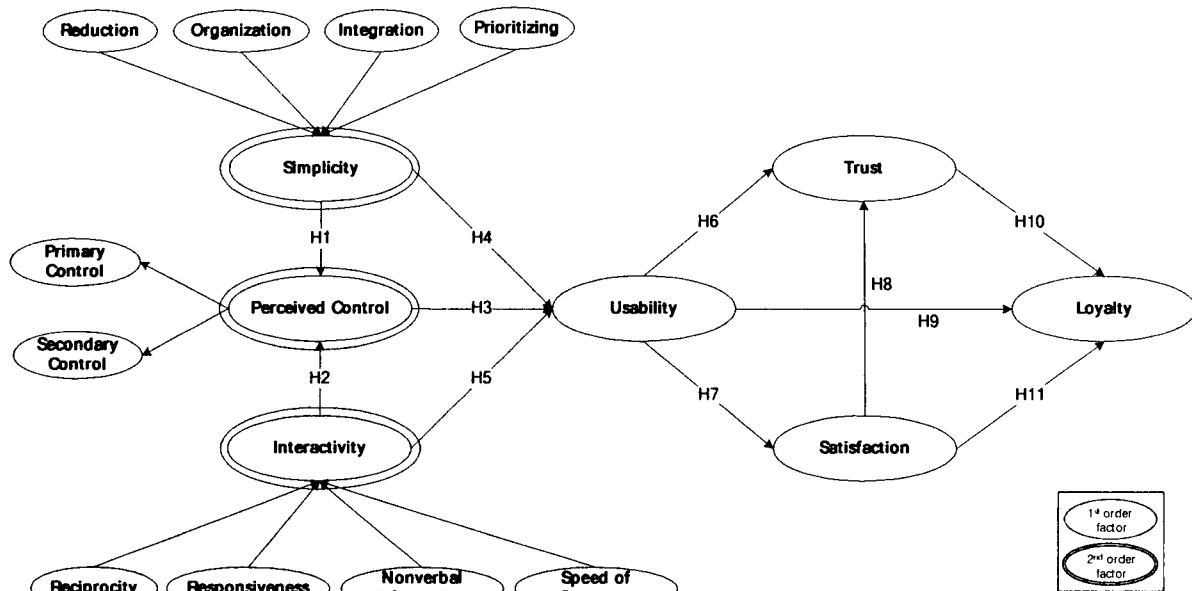 Reduction
Organization
Integration
Prioritizing
Simplicity
H1
H4
H6
Trust
H10
Primary
Control
Perceived Control
H3
Usability
H8
H9
Loyalty
Secondary
Control
H2
H5
H7
H11
Interactivity
Satisfaction
1st order
factor
2nd order
factor
Reciprocity
Responsiveness
Nonverbal
Speed of